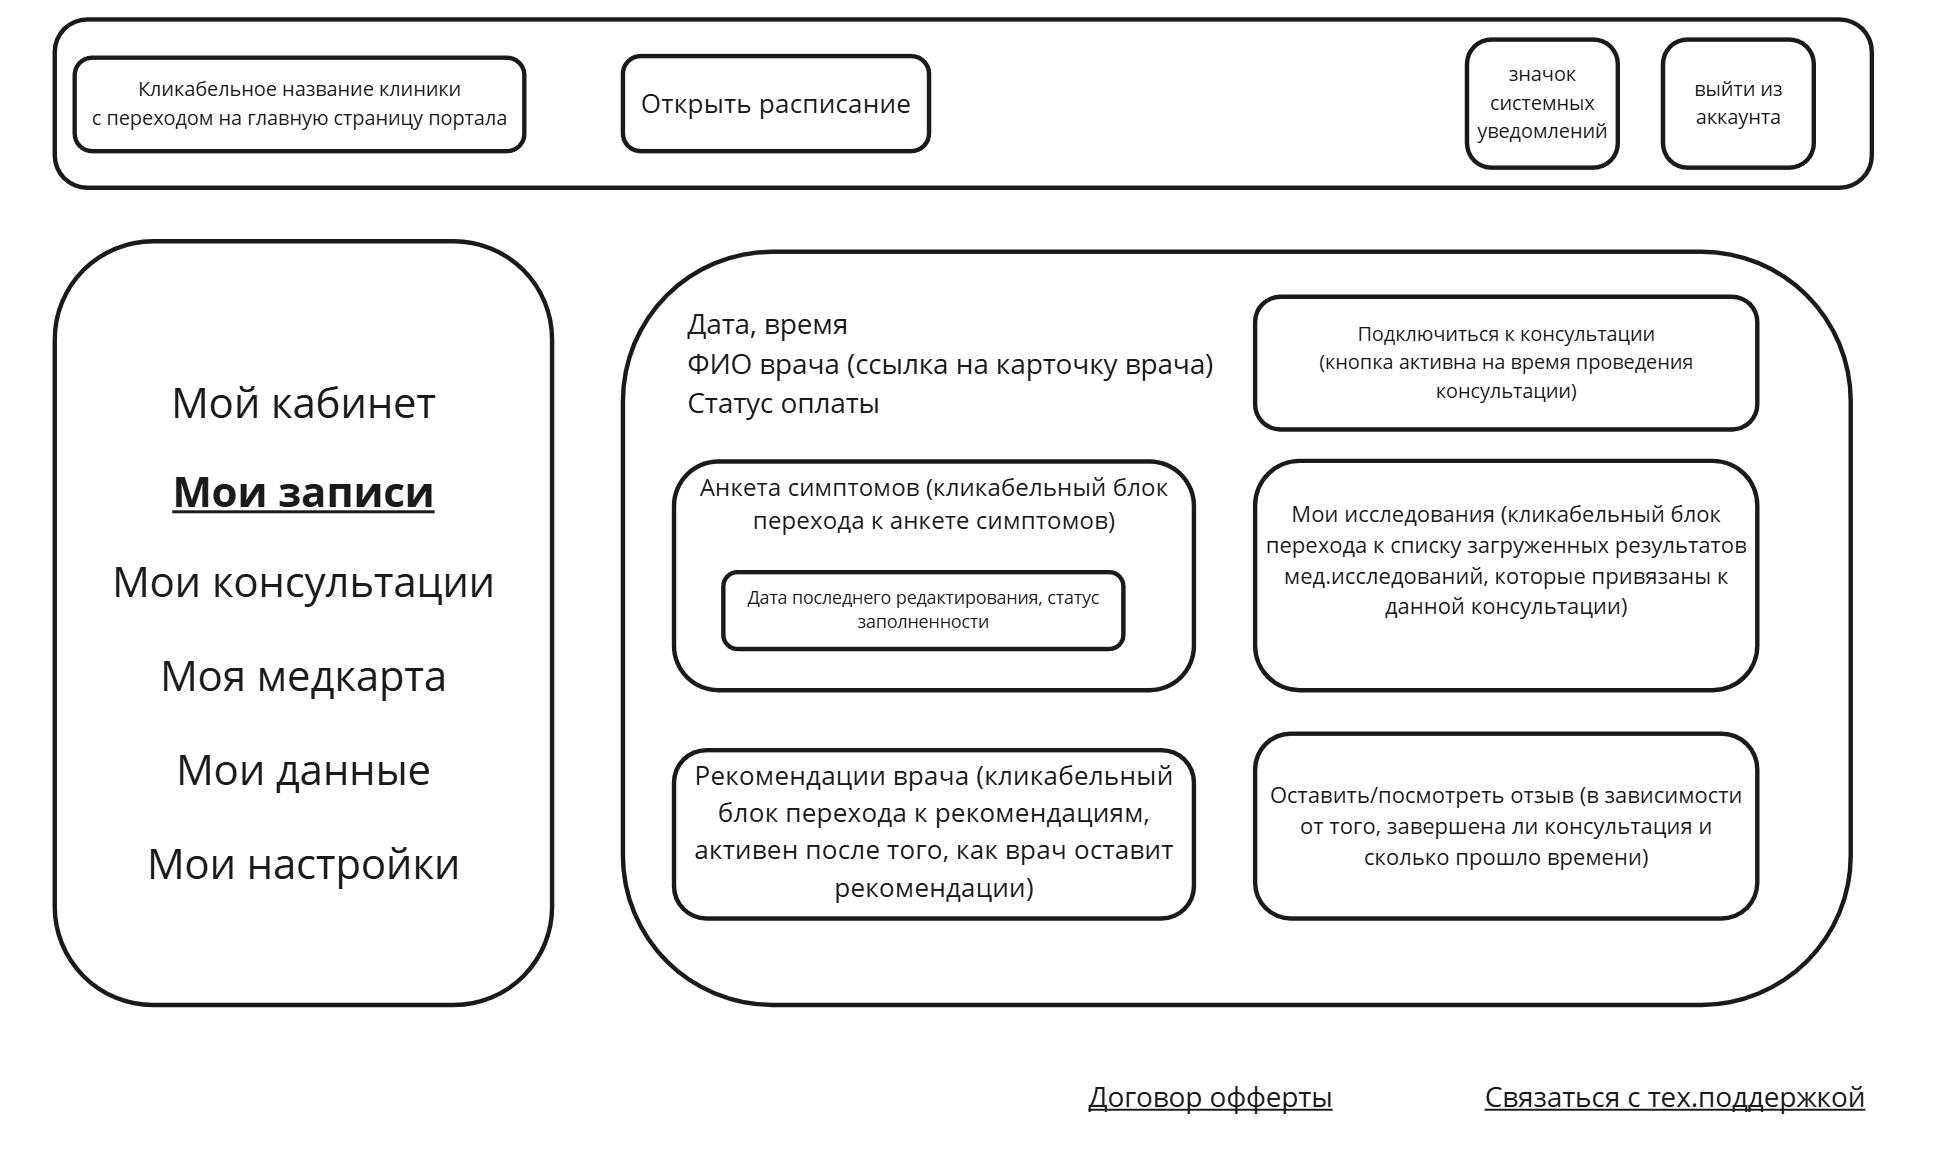 Кликабельное название клиники
с переходом на главную страницу портала
Открыть расписание
значок
системных
уведомлений
выйти из
аккаунта
Мой кабинет
Мои записи
Мои консультации
Моя медкарта
Мои данные
Мои настройки
Дата, время
ФИО врача (ссылка на карточку врача)
Статус оплаты
Подключиться к консультации
(кнопка активна на время проведения
консультации)
Анкета симптомов (кликабельный блок
перехода к анкете симптомов)
Дата последнего редактирования, статус
заполненности
Мои исследования (кликабельный блок
перехода к списку загруженных результатов
мед.исследований, которые привязаны к
данной консультации)
Рекомендации врача (кликабельный
блок перехода к рекомендациям,
активен после того, как врач оставит
рекомендации)
Оставить/посмотреть отзыв (в зависимости
от того, завершена ли консультация и
сколько прошло времени)
Договор офферты
Связаться с тех.поддержкой